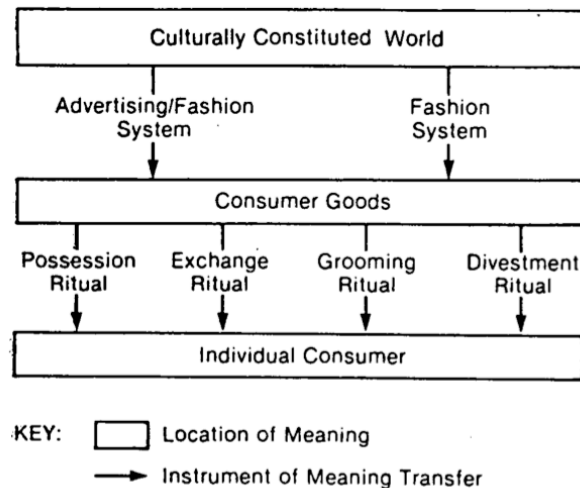 Culturally Constituted World
Advertising/Fashion
System
Fashion
System
Consumer Goods
Possession
Ritual
Exchange
Ritual
Grooming
Ritual
Divestment
Ritual
Individual Consumer
KEY:
Location of Meaning
Instrument of Meaning Transfer